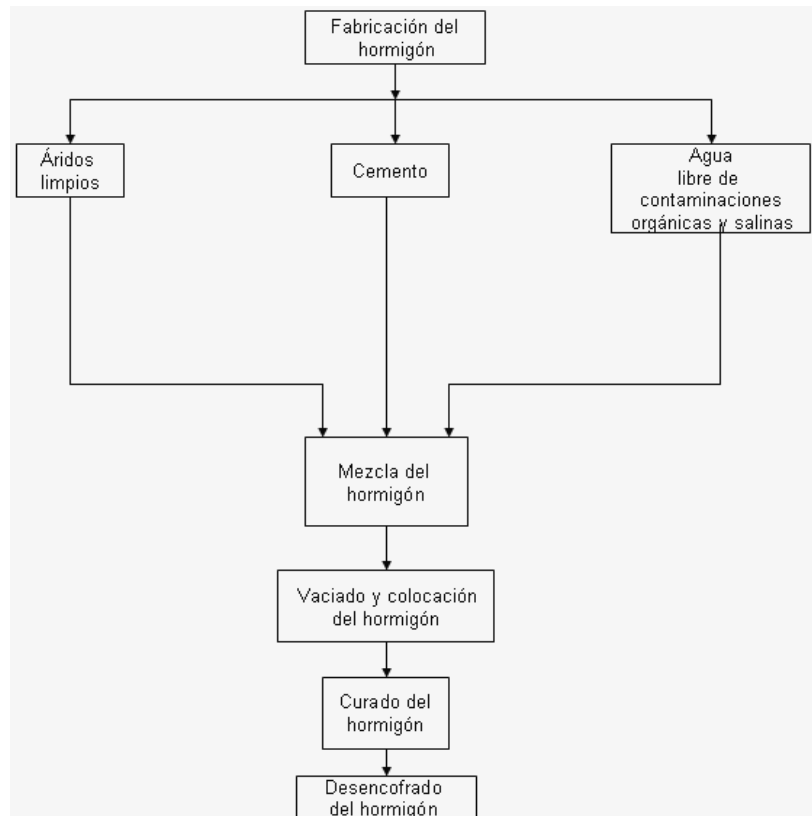 Fabricación del
hormigón
Áridos
limpios
Cemento
Agua
libre de
contaminaciones
orgánicas y salinas
Mezcla del
hormigón
Vaciado y colocación
del hormigón
Curado del
hormigón
Desencofrado
del hormigón